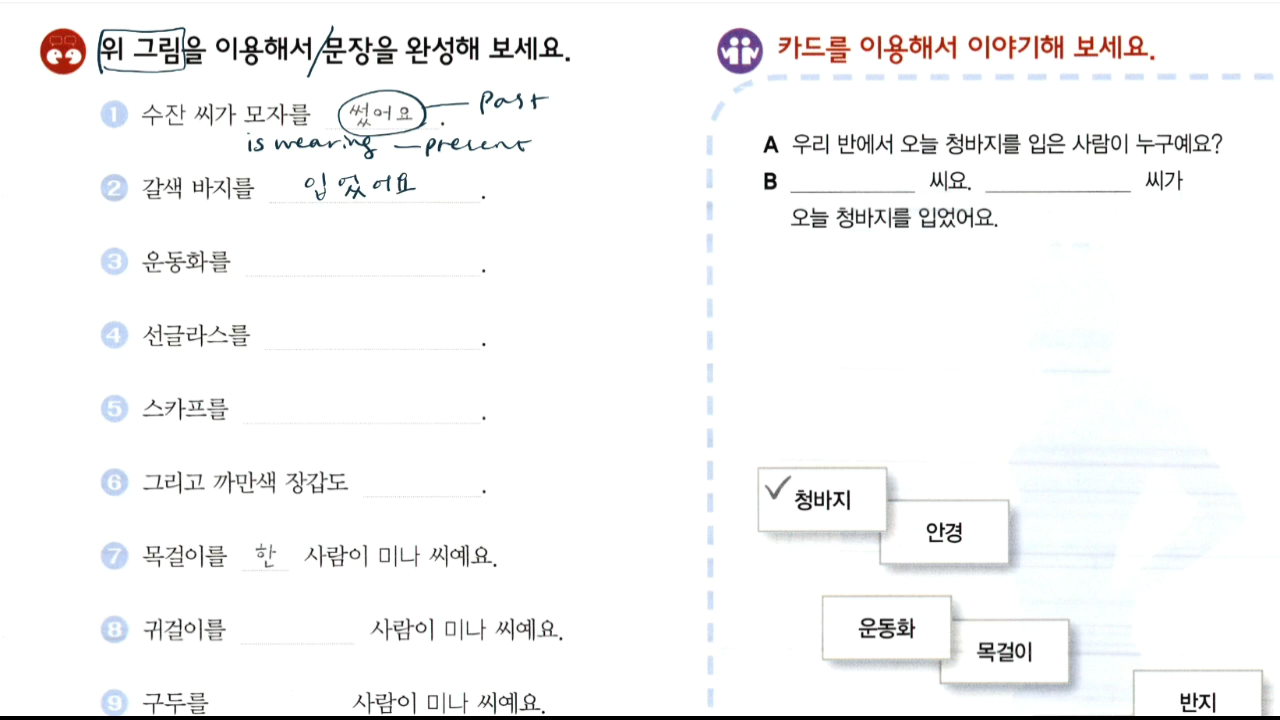 위 그림을 이용해서 문장을 완성해 보세요.
1 수잔 씨가 모자를 썼어요. past
is wearing — present
2 갈색 바지를 입었어요.
3 운동화를 .
4 선글라스를 .
5 스카프를 .
6 그리고 까만색 장갑도 .
7 목걸이를 한 사람이 미나 씨예요.
8 귀걸이를 사람이 미나 씨예요.
9 구두를 사람이 미나 씨예요.
카드를 이용해서 이야기해 보세요.
A 우리 반에서 오늘 청바지를 입은 사람이 누구예요?
B ____________ 씨요. ______________ 씨가
오늘 청바지를 입었어요.
청바지
안경
운동화
목걸이
반지